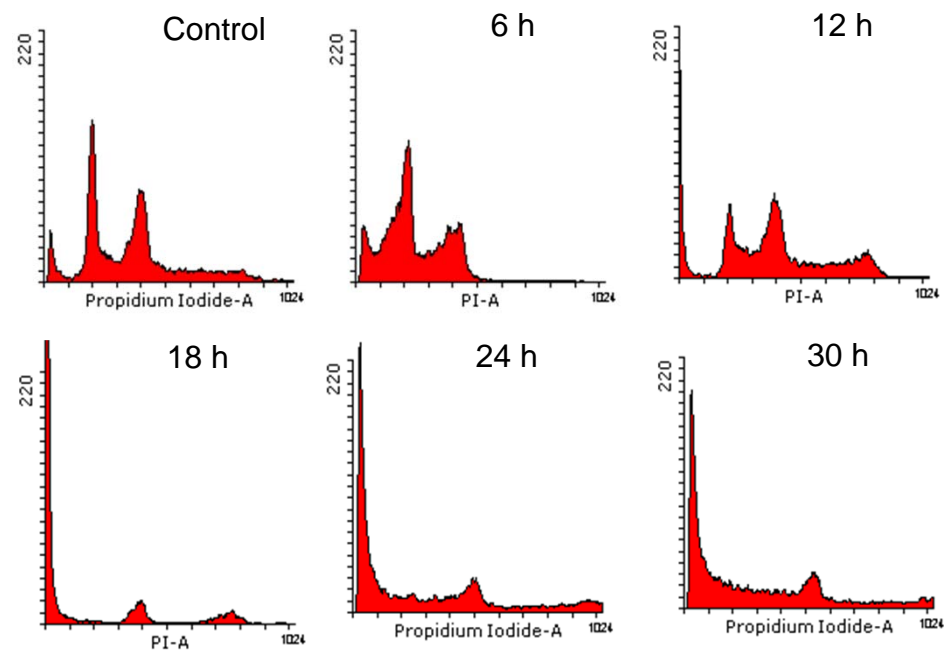 Control
6 h
12 h
220
220
220
1024
1024
1024
Propidium Iodide-A
PI-A
PI-A
18 h
24 h
30 h
220
220
220
1024
1024
1024
PI-A
Propidium Iodide-A
Propidium Iodide-A